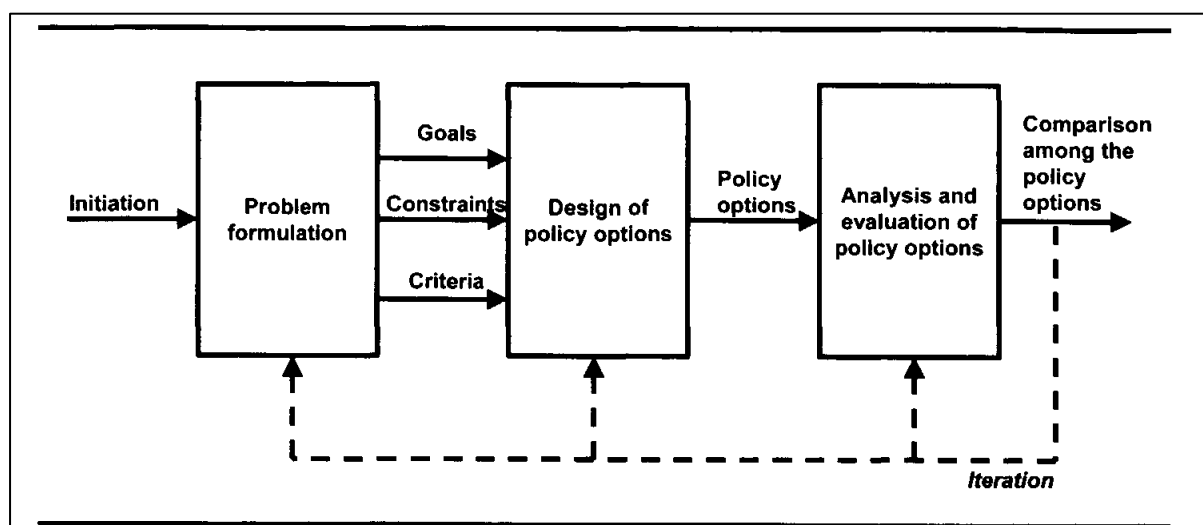 Initiation
Problem
formulation
Goals
Constraints
Criteria
Design of
policy options
Policy
options
Analysis and
evaluation of
policy options
Comparison
among the
policy
options
Iteration